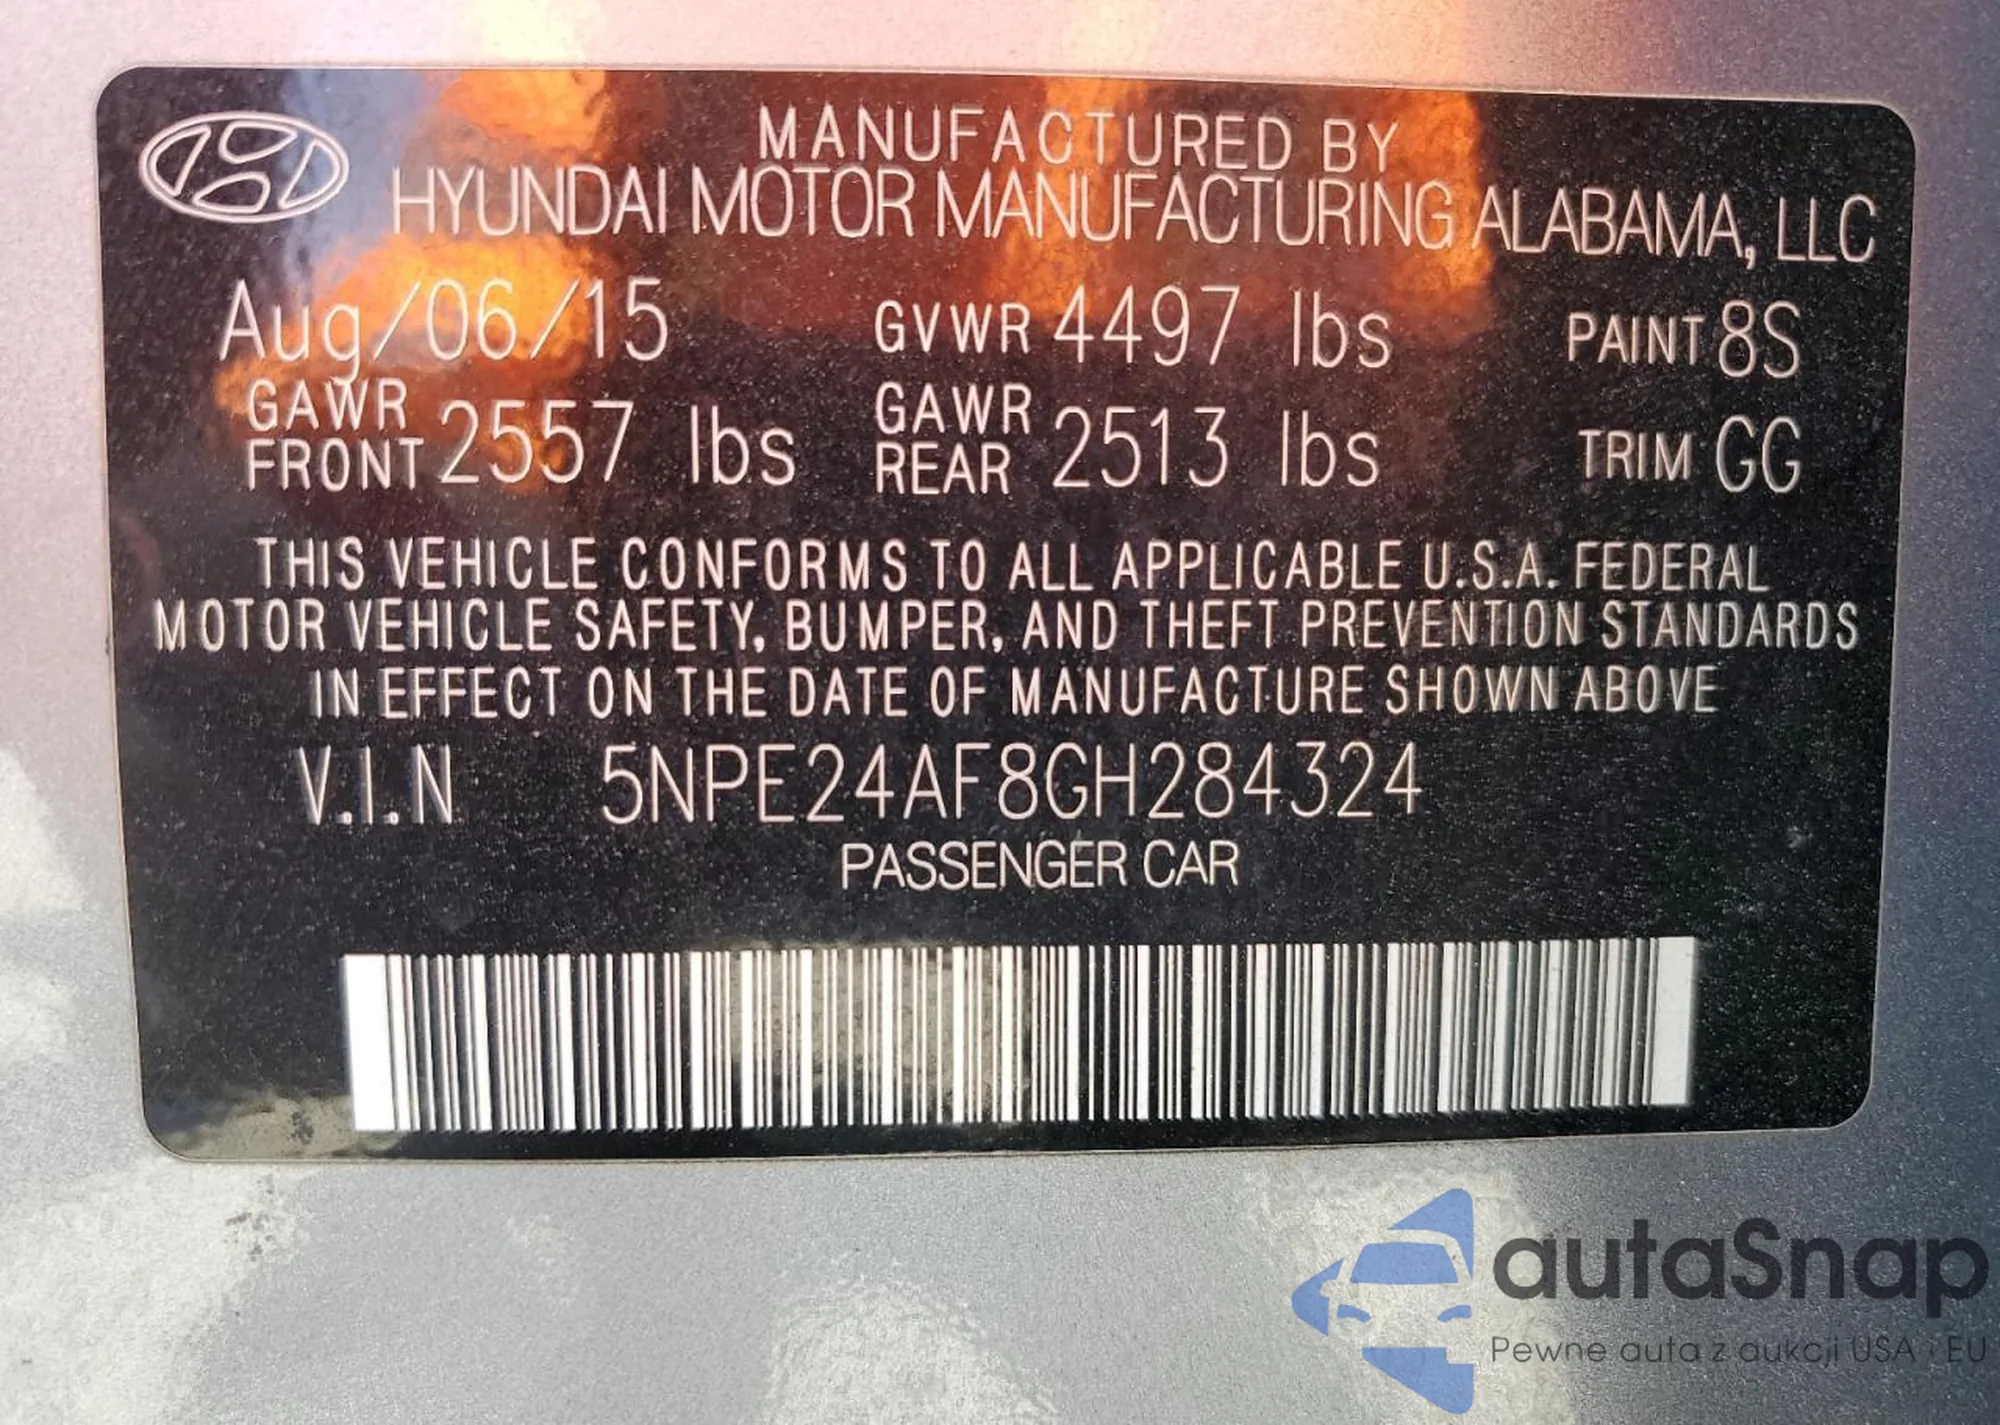 MANUFACTURED BY
HYUNDAI MOTOR MANUFACTURING ALABAMA, LLC
Aug/06/15 GVWR 4497 lbs PAINT 8S
GAWR FRONT 2557 lbs GAWR REAR 2513 lbs TRIM GG
THIS VEHICLE CONFORMS TO ALL APPLICABLE U.S.A. FEDERAL
MOTOR VEHICLE SAFETY, BUMPER, AND THEFT PREVENTION STANDARDS
IN EFFECT ON THE DATE OF MANUFACTURE SHOWN ABOVE
V.I.N 5NPE24AF8GH284324
PASSENGER CAR
autaSnap
Pewne auta z aukcji USA i EU